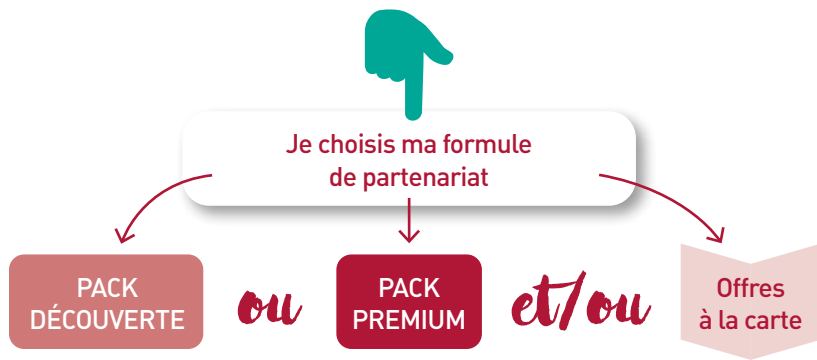 Je choisis ma formule
de partenariat
PACK
DÉCOUVERTE
ou
PACK
PREMIUM
et/ou
Offres
à la carte